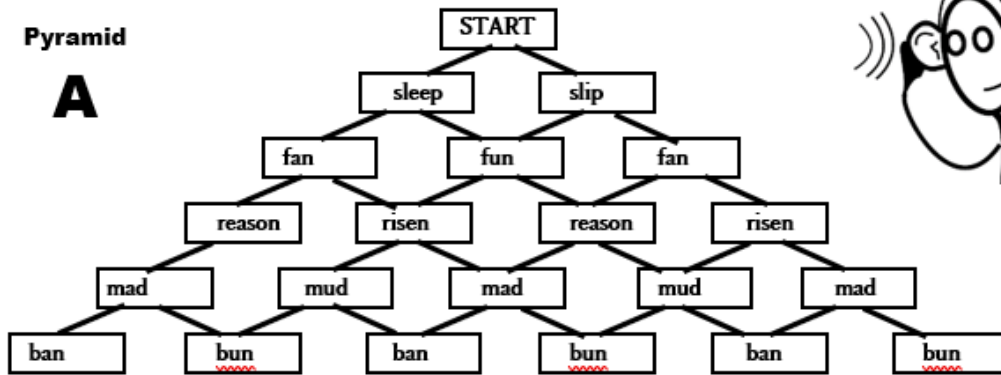 START
Pyramid
A
sleep slip
fan fun fan
reason risen reason risen
mad mud mad mud mad
ban bun ban bun ban bun